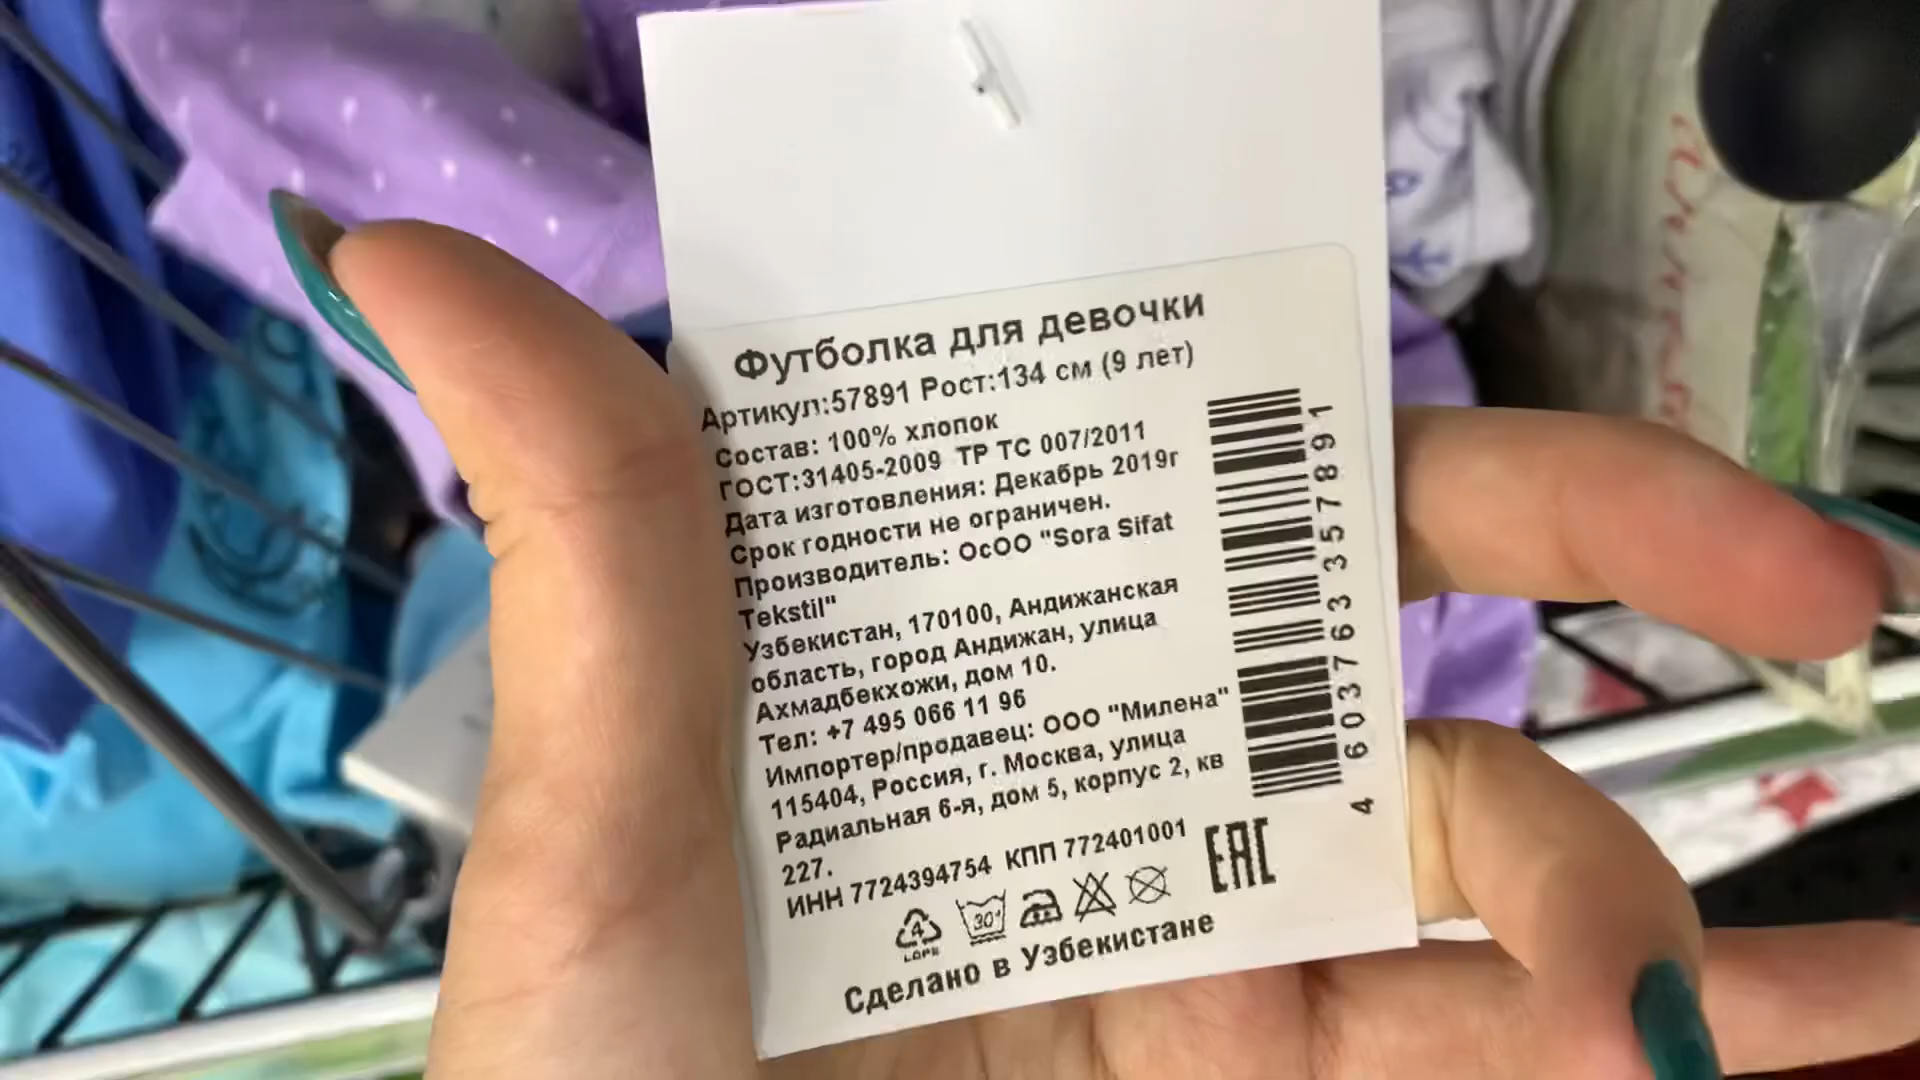 Футболка для девочки
Артикул:57891 Рост:134 см (9 лет)
Состав: 100% хлопок
ГОСТ:31405-2009 ТР ТС 007/2011
Дата изготовления: Декабрь 2019г
Срок годности не ограничен.
Производитель: ОсОО "Sora Sifat
Tekstil"
Узбекистан, 170100, Андижанская
область, город Андижан, улица
Ахмадбекхожи, дом 10.
Тел: +7 495 066 11 96
Импортер/продавец: ООО "Милена"
115404, Россия, г. Москва, улица
Радиальная 6-я, дом 5, корпус 2, кв
227.
ИНН 7724394754 КПП 772401001
4 603763 357891
4
LDPE
30°
EAC
Сделано в Узбекистане